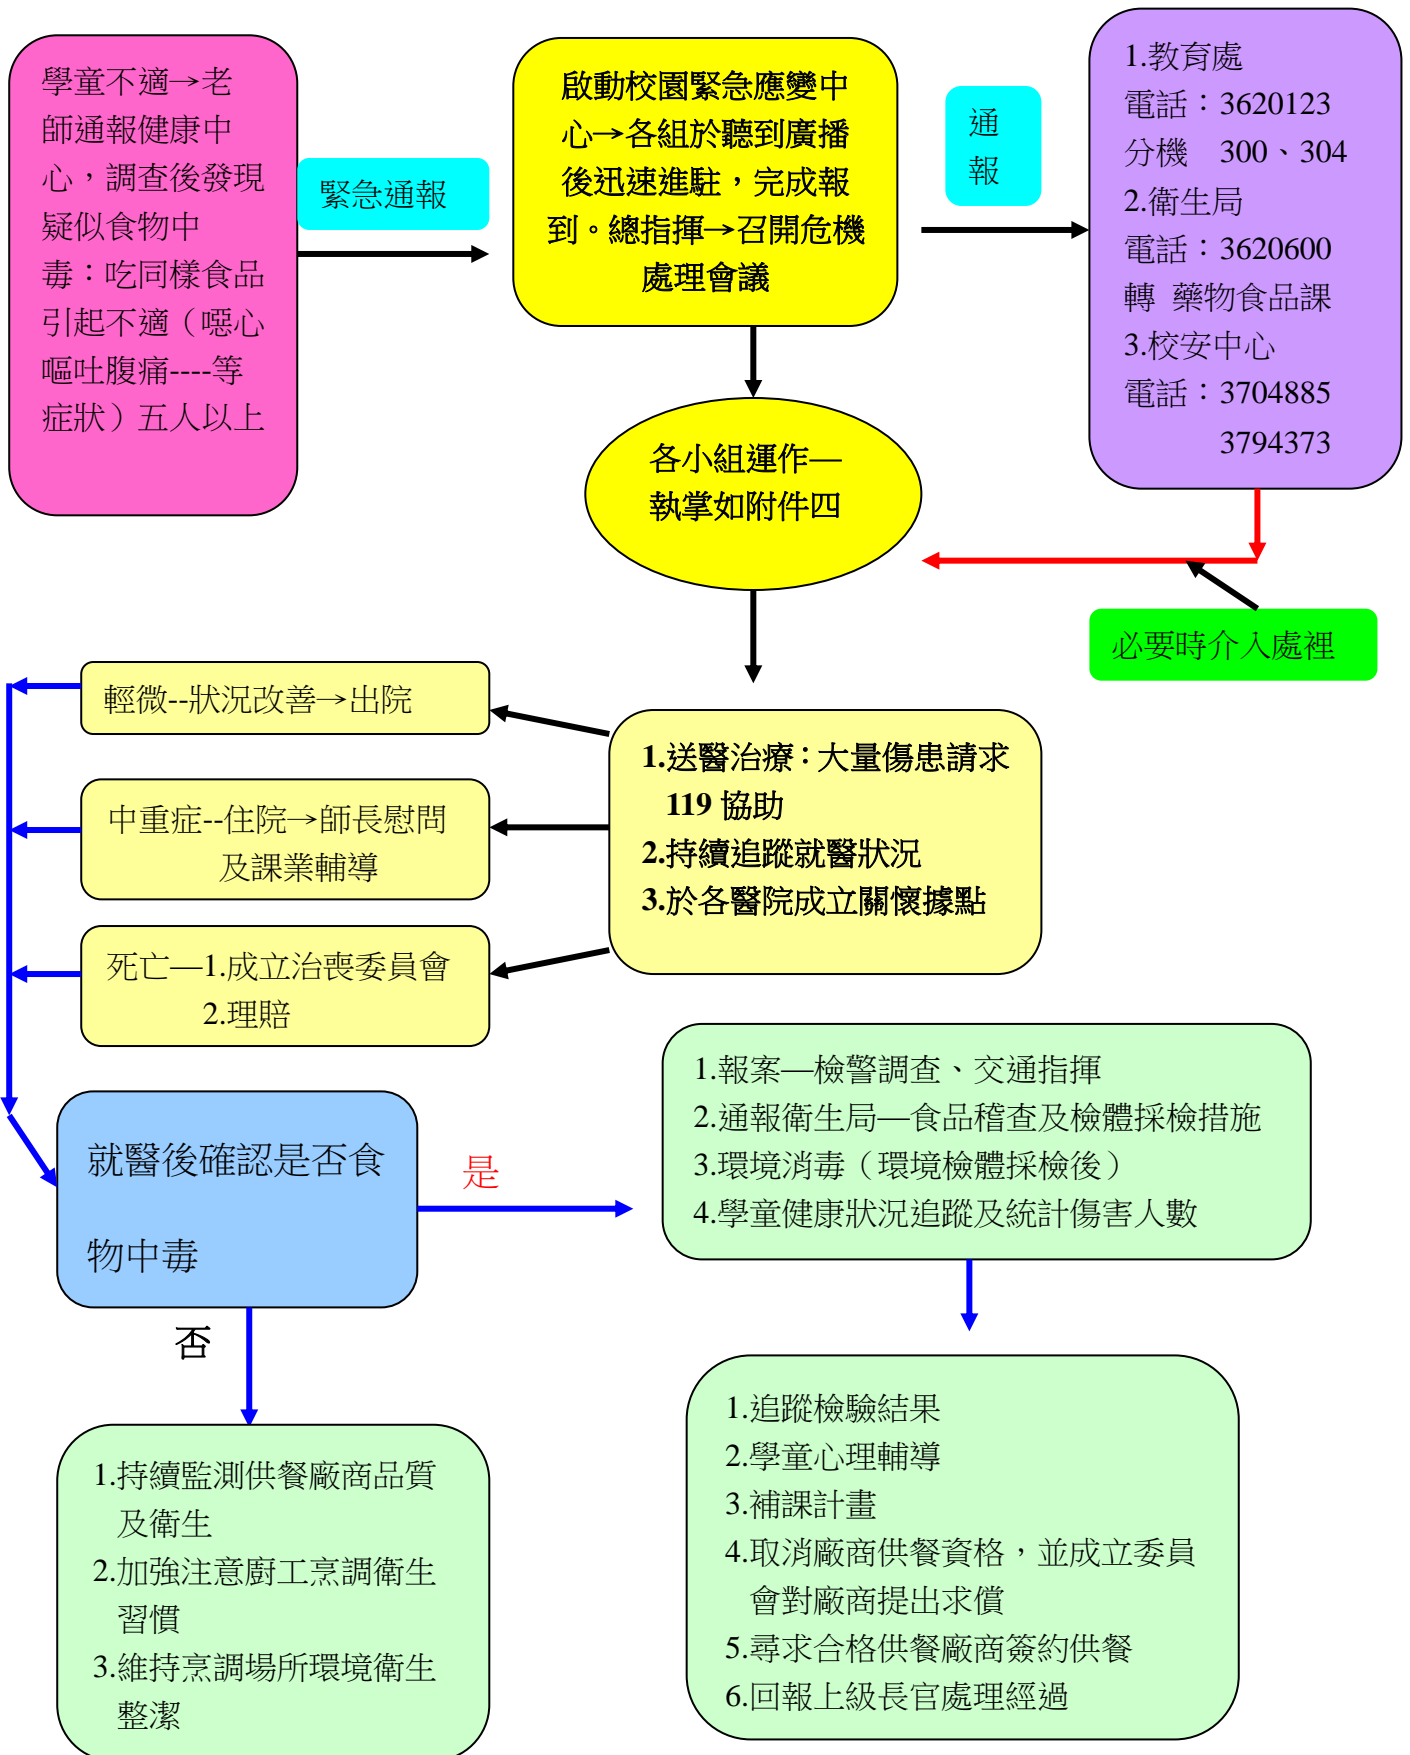 學童不適→老
師通報健康中
心，調查後發現
疑似食物中
毒：吃同樣食品
引起不適（噁心
嘔吐腹痛----等
症狀）五人以上
緊急通報
啟動校園緊急應變中
心→各組於聽到廣播
後迅速進駐，完成報
到。總指揮→召開危機
處理會議
通
報
1.教育處
電話：3620123
分機　300、304
2.衛生局
電話：3620600
轉 藥物食品課
3.校安中心
電話：3704885
3794373
各小組運作—
執掌如附件四
必要時介入處裡
輕微--狀況改善→出院
中重症--住院→師長慰問
及課業輔導
死亡—1.成立治喪委員會
2.理賠
1.送醫治療：大量傷患請求
119 協助
2.持續追蹤就醫狀況
3.於各醫院成立關懷據點
就醫後確認是否食
物中毒
是
否
1.報案—檢警調查、交通指揮
2.通報衛生局—食品稽查及檢體採檢措施
3.環境消毒（環境檢體採檢後）
4.學童健康狀況追蹤及統計傷害人數
1.持續監測供餐廠商品質
及衛生
2.加強注意廚工烹調衛生
習慣
3.維持烹調場所環境衛生
整潔
1.追蹤檢驗結果
2.學童心理輔導
3.補課計畫
4.取消廠商供餐資格，並成立委員
會對廠商提出求償
5.尋求合格供餐廠商簽約供餐
6.回報上級長官處理經過